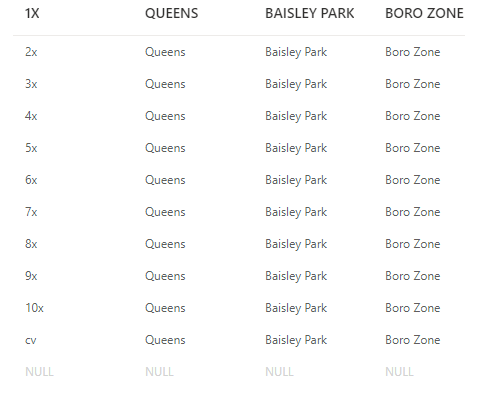 1X QUEENS BAISLEY PARK BORO ZONE
2x Queens Baisley Park Boro Zone
3x Queens Baisley Park Boro Zone
4x Queens Baisley Park Boro Zone
5x Queens Baisley Park Boro Zone
6x Queens Baisley Park Boro Zone
7x Queens Baisley Park Boro Zone
8x Queens Baisley Park Boro Zone
9x Queens Baisley Park Boro Zone
10x Queens Baisley Park Boro Zone
cv Queens Baisley Park Boro Zone
NULL NULL NULL NULL